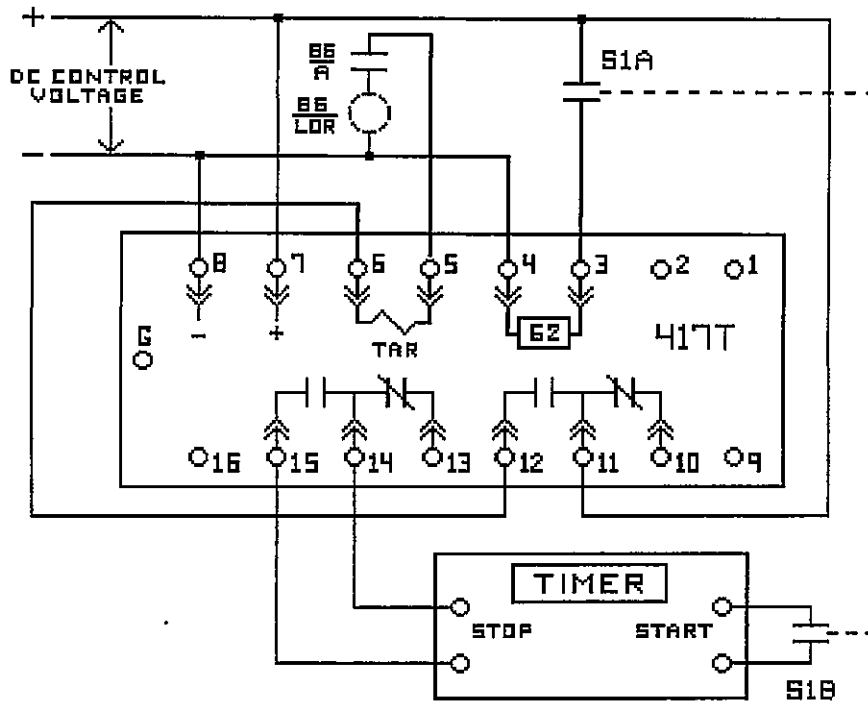 +
DC CONTROL
VOLTAGE
-
86
A
86
LOR
S1A
8 7 6 5 4 3 2 1
- +
TAR
62
417T
G
16 15 14 13 12 11 10 9
TIMER
STOP START
S1B